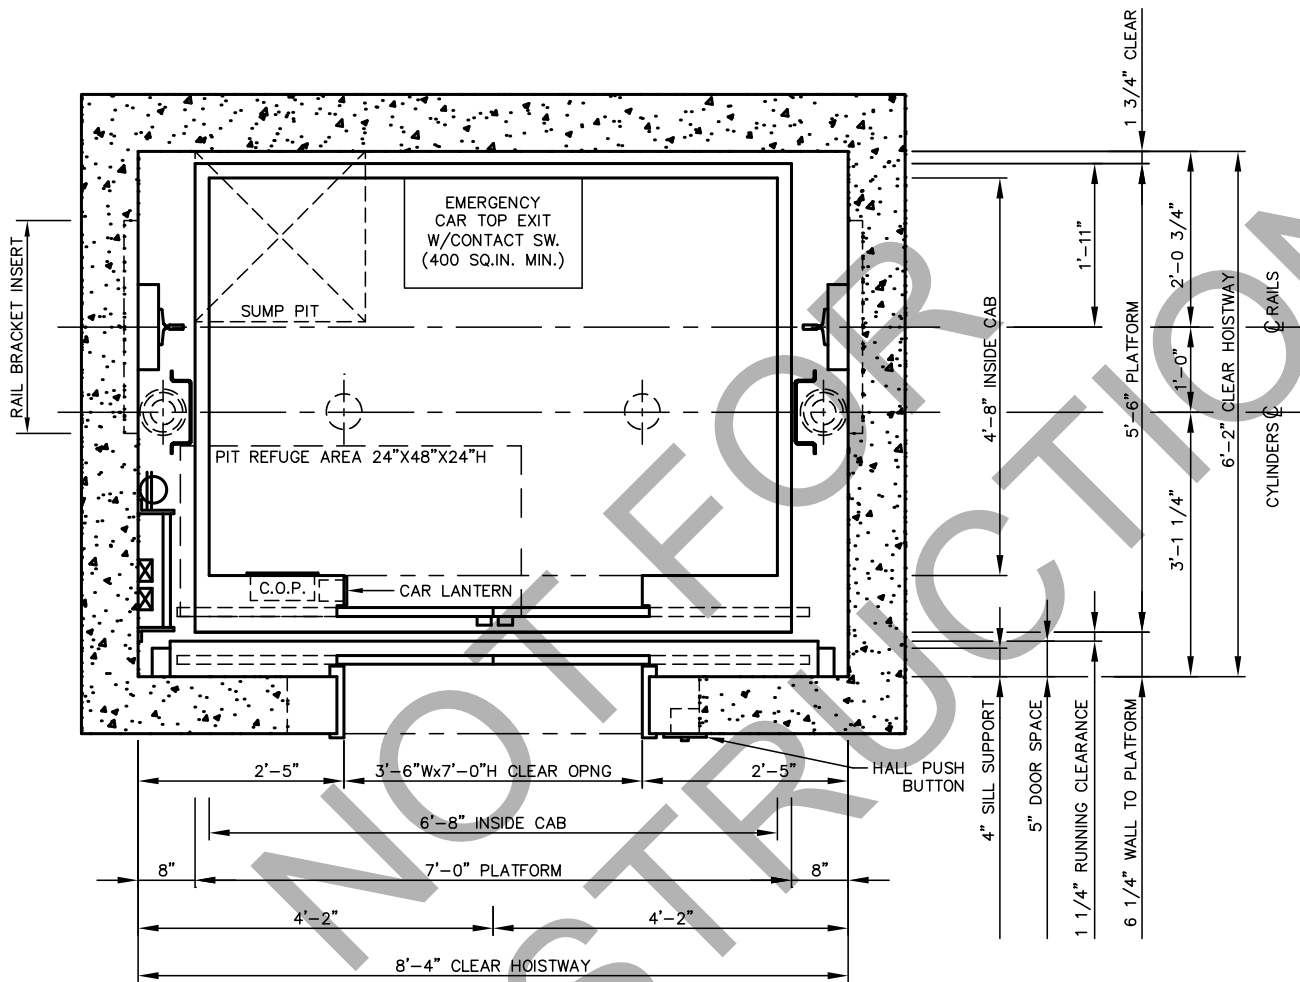 1 3/4" CLEAR
EMERGENCY
CAR TOP EXIT
W/CONTACT SW.
(400 SQ.IN. MIN.)
SUMP PIT
RAIL BRACKET INSERT
PIT REFUGE AREA 24"X48"X24"H
C.O.P.
CAR LANTERN
4'-8" INSIDE CAB
1'-11"
5'-6" PLATFORM
2'-0 3/4"
1'-0"
3'-1 1/4"
6'-2" CLEAR HOISTWAY
℄ RAILS
CYLINDERS ℄
2'-5"
3'-6"Wx7'-0"H CLEAR OPNG
2'-5"
HALL PUSH
BUTTON
4" SILL SUPPORT
5" DOOR SPACE
1 1/4" RUNNING CLEARANCE
6 1/4" WALL TO PLATFORM
6'-8" INSIDE CAB
8"
7'-0" PLATFORM
8"
4'-2"
4'-2"
8'-4" CLEAR HOISTWAY
NOT FOR
STRUCTION